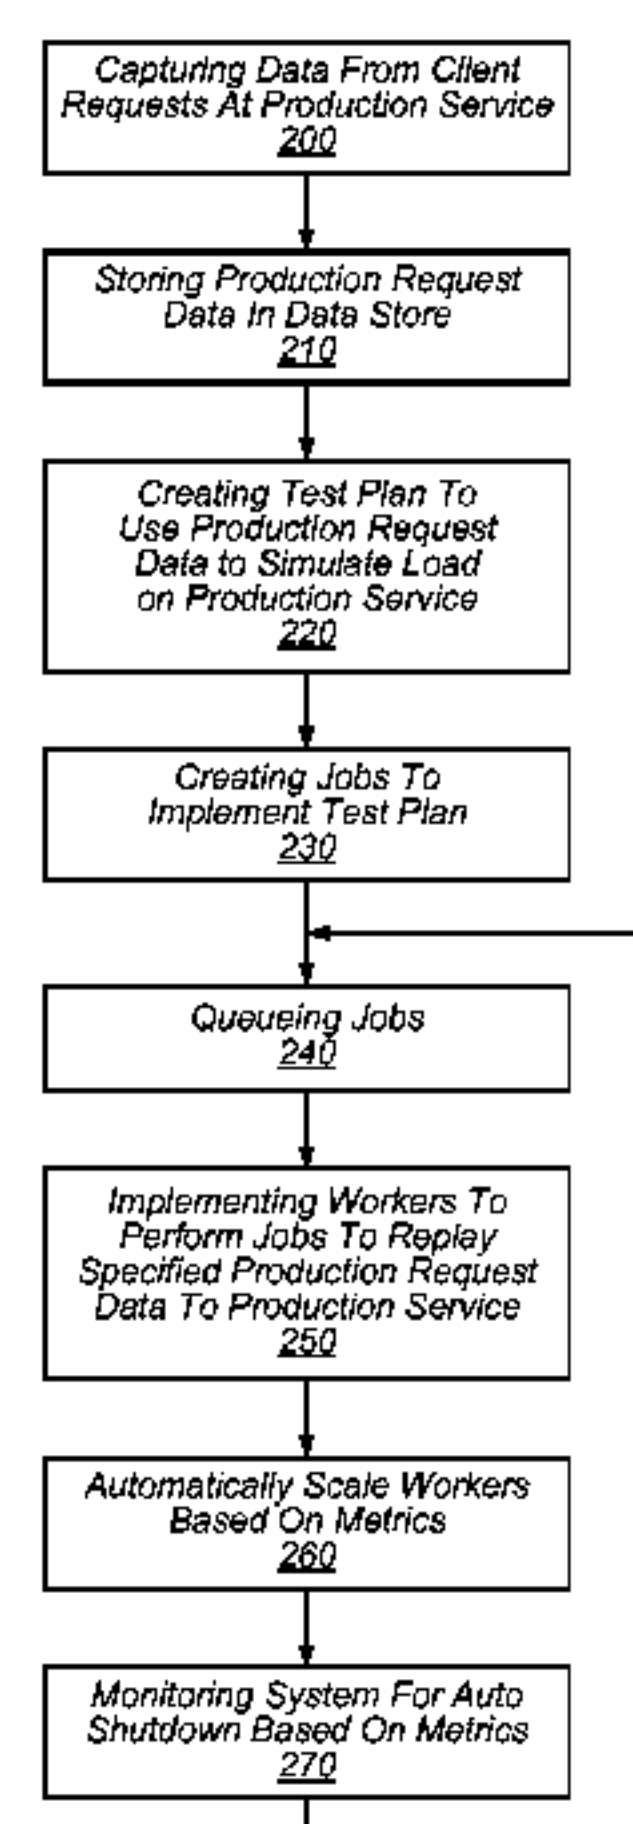 Capturing Data From Client
Requests At Production Service
200
Storing Production Request
Data In Data Store
210
Creating Test Plan To
Use Production Request
Data to Simulate Load
on Production Service
220
Creating Jobs To
Implement Test Plan
230
Queueing Jobs
240
Implementing Workers To
Perform Jobs To Replay
Specified Production Request
Data To Production Service
250
Automatically Scale Workers
Based On Metrics
260
Monitoring System For Auto
Shutdown Based On Metrics
270